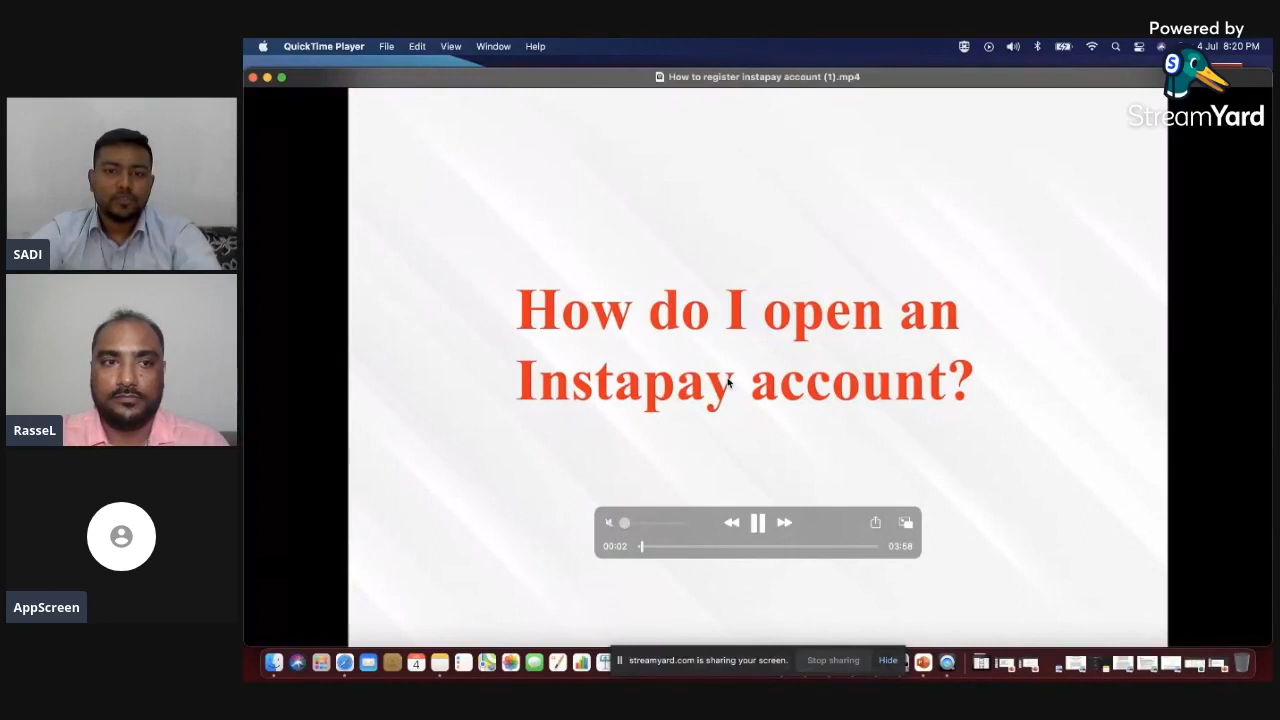 Powered by
StreamYard
QuickTime Player File Edit View Window Help
4 Jul 8:20 PM
How to register instapay account (1).mp4
How do I open an
Instapay account?
00:02
03:58
SADI
RasseL
AppScreen
4
streamyard.com is sharing your screen.
Stop sharing
Hide